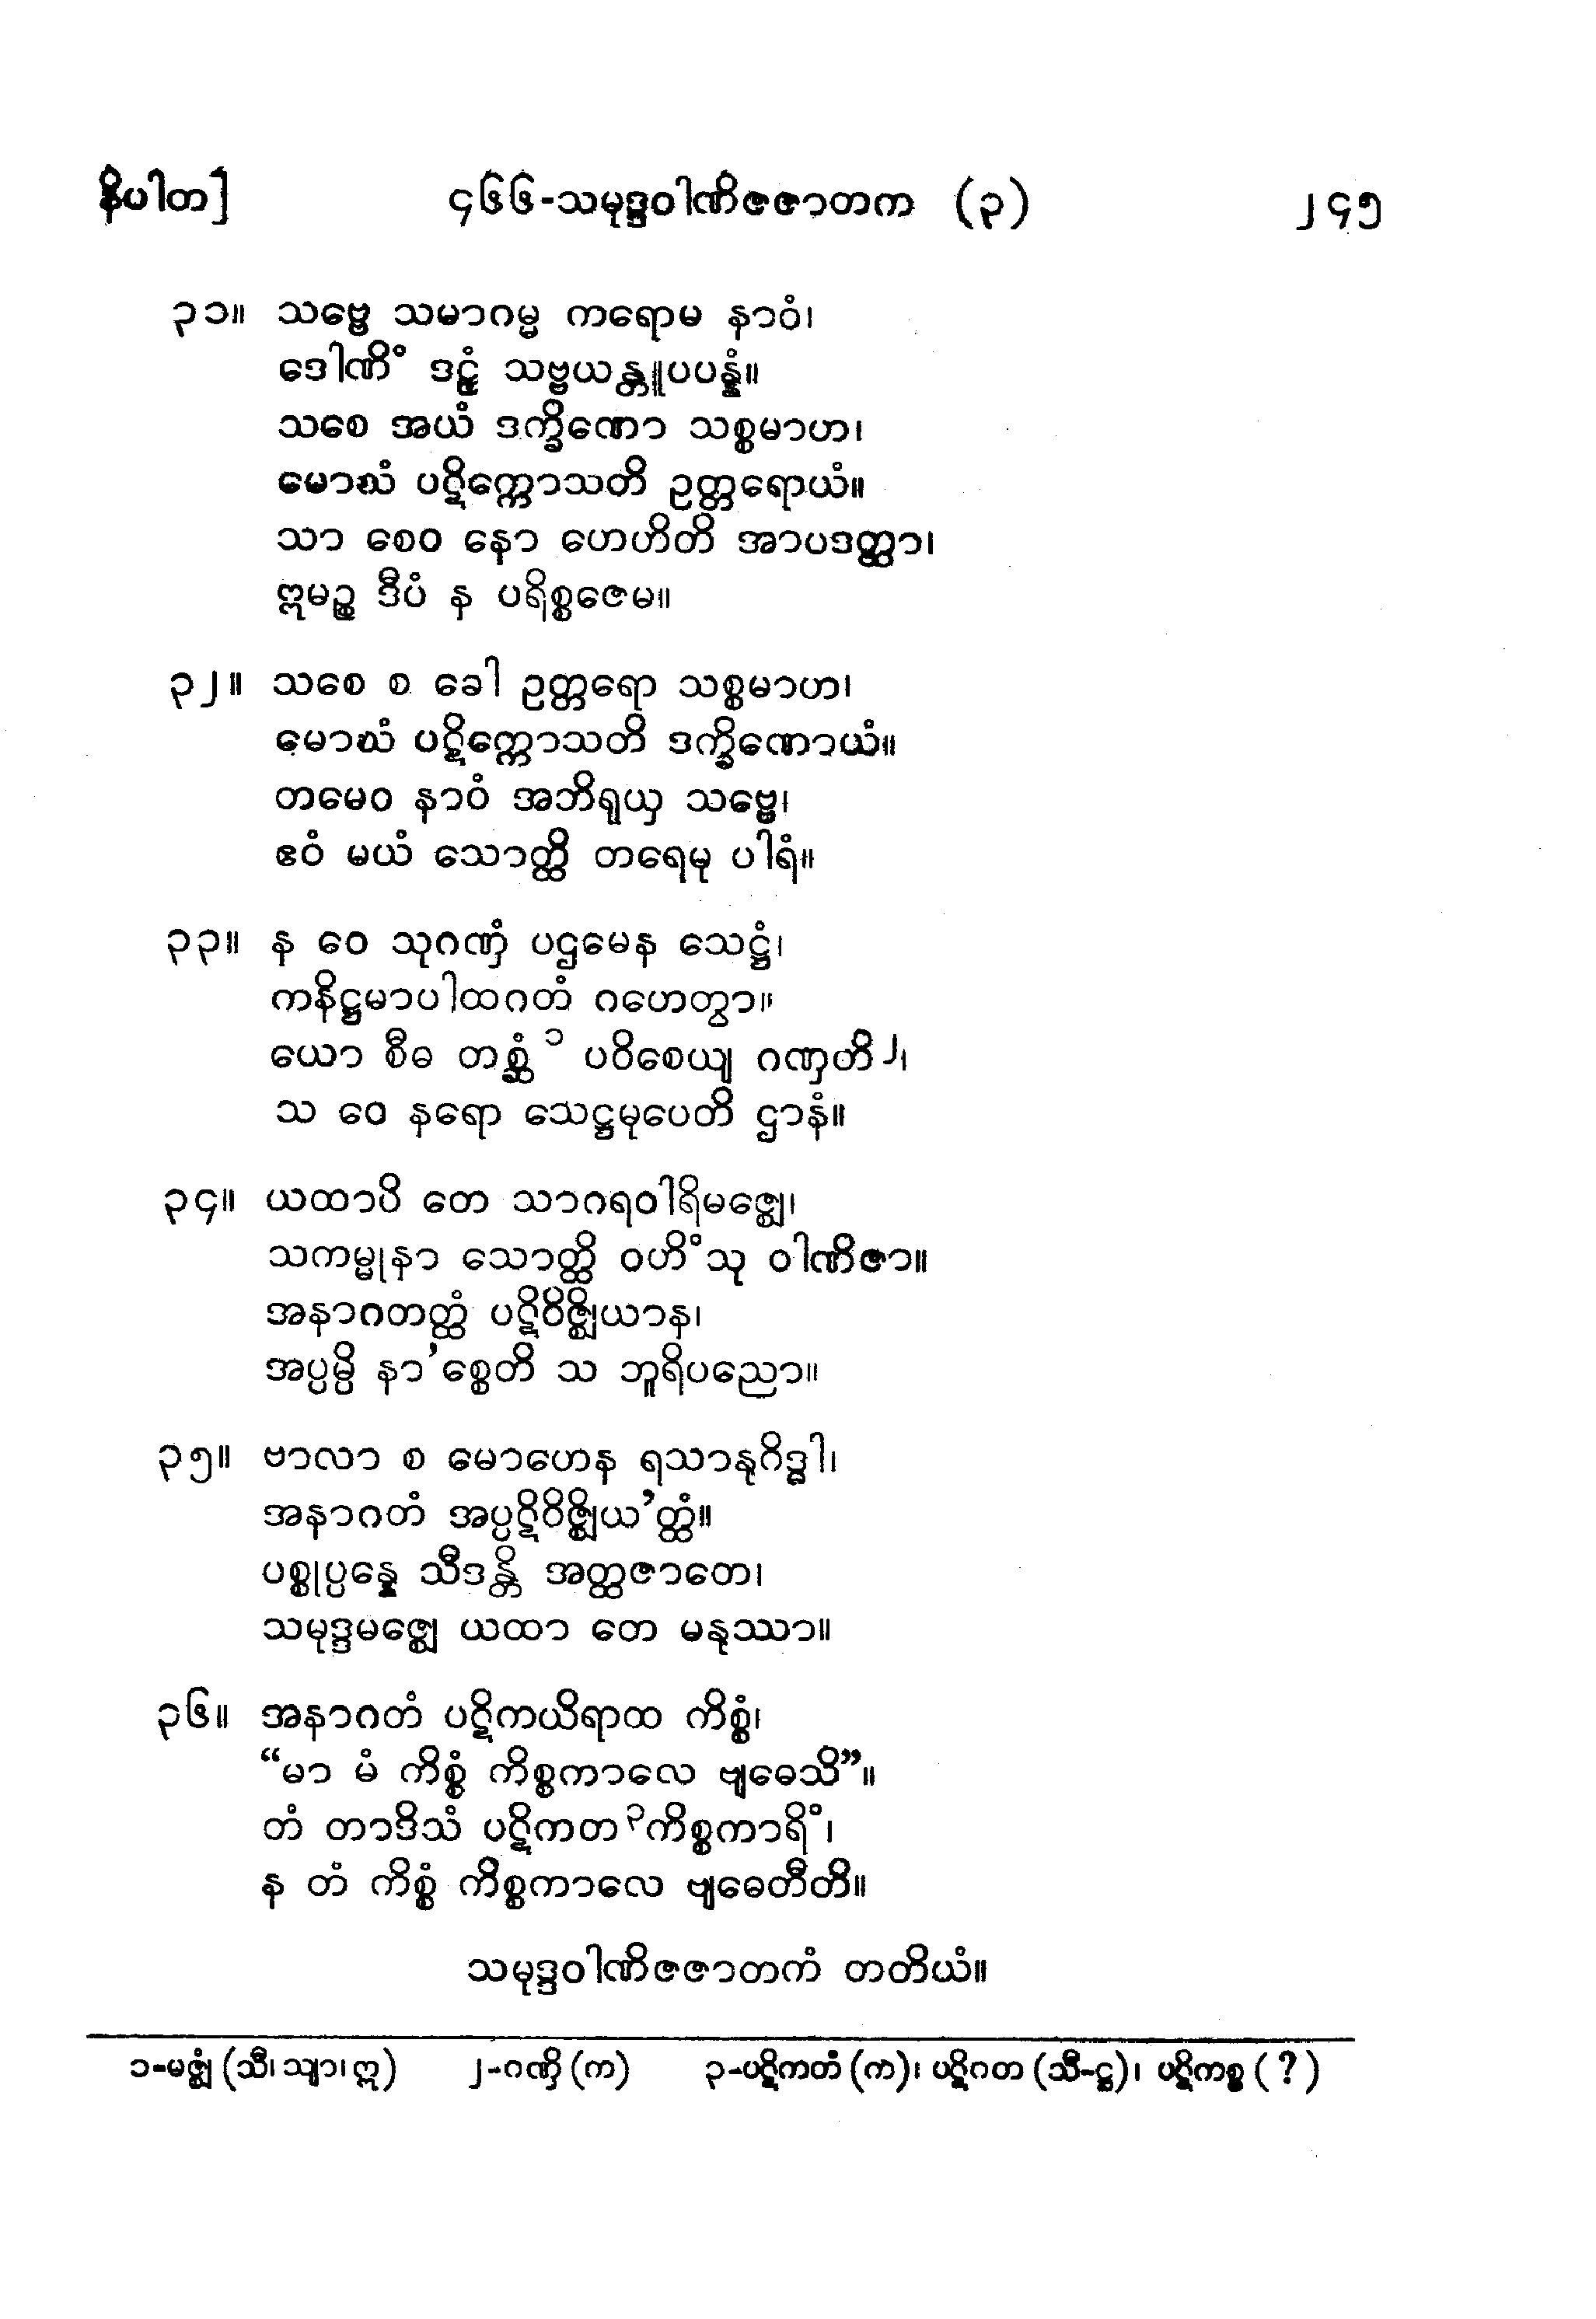 နိပါတ]	၄၆၆-သမုဒ္ဒဝါဏိဇဇာတက (၃)	၂၄၅
၃၁။ သဗ္ဗေ သမာဂမ္မ ကရောမ နာဝံ၊
ဒေါဏိံ ဒဠှံ သဗ္ဗယန္တူပပန္နံ။
သစေ အယံ ဒက္ခိဏော သစ္စမာဟ၊
မောဃံ ပဋိက္ကောသတိ ဥတ္တရောယံ။
သာ စေဝ နော ဟေဟိတိ အာပဒတ္ထာ၊
ဣမဉ္စ ဒီပံ န ပရိစ္စဇေမ။
၃၂။ သစေ စ ခေါ ဥတ္တရော သစ္စမာဟ၊
မောဃံ ပဋိက္ကောသတိ ဒက္ခိဏောယံ။
တမေဝ နာဝံ အဘိရုယှ သဗ္ဗေ၊
ဧဝံ မယံ သောတ္ထိ တရေမု ပါရံ။
၃၃။ န ဝေ သုဂဏှံ ပဌမေန သေဋ္ဌံ၊
ကနိဋ္ဌမာပါထဂတံ ဂဟေတွာ။
ယော စီဓ တစ္ဆံ ၁ ပဝိစေယျ ဂဏှတိ ၂၊
သ ဝေ နရော သေဋ္ဌမုပေတိ ဌာနံ။
၃၄။ ယထာပိ တေ သာဂရဝါရိမဇ္ဈေ၊
သကမ္မုနာ သောတ္ထိ ဝဟိံသု ဝါဏိဇာ။
အနာဂတတ္ထံ ပဋိဝိဇ္ဈိယာန၊
အပ္ပမ္ပိ နာ’စ္စေတိ သ ဘူရိပညော။
၃၅။ ဗာလာ စ မောဟေန ရသာနုဂိဒ္ဓါ၊
အနာဂတံ အပ္ပဋိဝိဇ္ဈိယ’တ္ထံ။
ပစ္စုပ္ပန္နေ သီဒန္တိ အတ္ထဇာတေ၊
သမုဒ္ဒမဇ္ဈေ ယထာ တေ မနုဿာ။
၃၆။ အနာဂတံ ပဋိကယိရာထ ကိစ္စံ၊
“မာ မံ ကိစ္စံ ကိစ္စကာလေ ဗျဓေသိ”။
တံ တာဒိသံ ပဋိကတ ၃ ကိစ္စကာရိံ၊
န တံ ကိစ္စံ ကိစ္စကာလေ ဗျဓေတီတိ။
သမုဒ္ဒဝါဏိဇဇာတကံ တတိယံ။
၁-မဇ္ဈံ (သီ၊ သျာ၊ ဣ)	၂-ဂဏှိ (က)	၃-ပဋိကတံ (က)၊ ပဋိဂတ (သီ-ဋ္ဌ)၊ ပဋိကစ္စ (?)